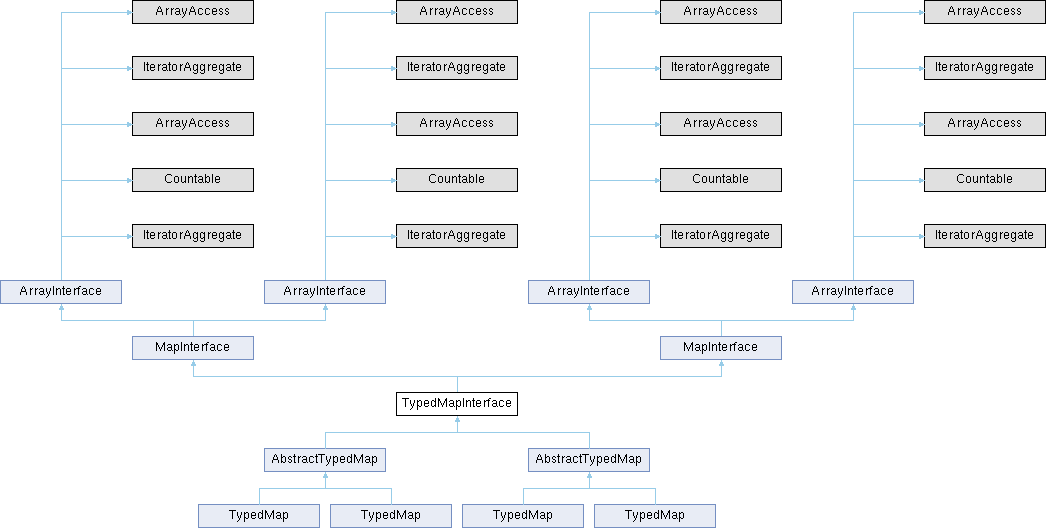 ArrayAccess ArrayAccess ArrayAccess ArrayAccess
IteratorAggregate IteratorAggregate IteratorAggregate IteratorAggregate
ArrayAccess ArrayAccess ArrayAccess ArrayAccess
Countable Countable Countable Countable
IteratorAggregate IteratorAggregate IteratorAggregate IteratorAggregate
ArrayInterface ArrayInterface ArrayInterface ArrayInterface
MapInterface MapInterface
TypedMapInterface
AbstractTypedMap AbstractTypedMap
TypedMap TypedMap TypedMap TypedMap